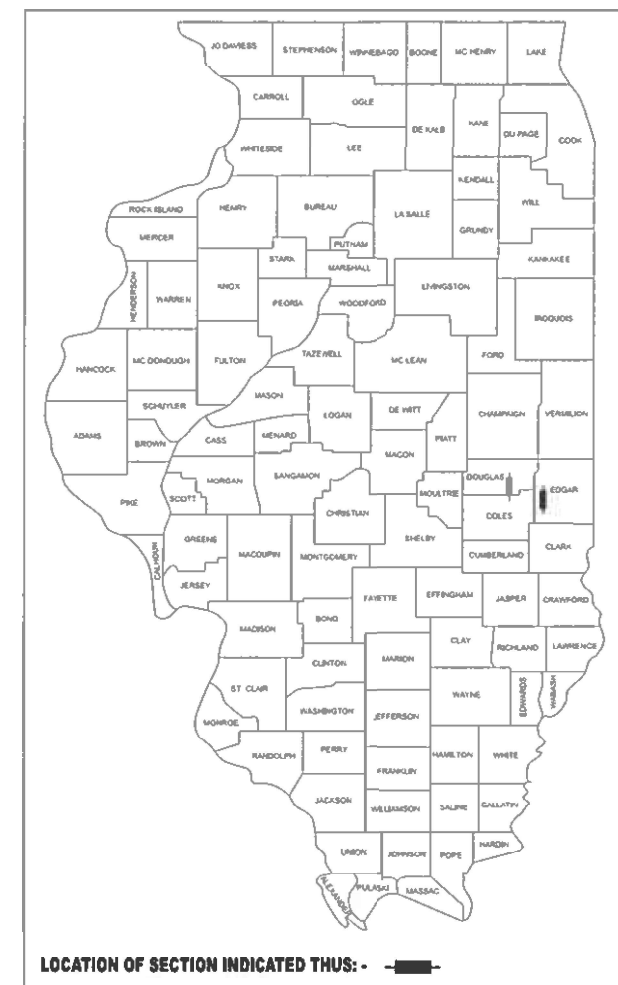 JO DAVIESS STEPHENSON WINNEBAGO BOONE MC HENRY LAKE
CARROLL OGLE
DE KALB KANE DU PAGE COOK
WHITESIDE LEE
KENDALL
ROCK ISLAND HENRY BUREAU LA SALLE WILL
MERCER PUTNAM GRUNDY
STARK MARSHALL KANKAKEE
HENDERSON WARREN KNOX PEORIA WOODFORD LIVINGSTON IROQUOIS
HANCOCK MC DONOUGH FULTON TAZEWELL MC LEAN FORD
SCHUYLER MASON LOGAN DE WITT CHAMPAIGN VERMILION
ADAMS BROWN CASS MENARD MACON PIATT
PIKE SCOTT MORGAN SANGAMON CHRISTIAN MOULTRIE DOUGLAS EDGAR
COLES
GREENE MACOUPIN MONTGOMERY SHELBY CUMBERLAND CLARK
CALHOUN JERSEY
FAYETTE EFFINGHAM JASPER CRAWFORD
MADISON BOND
CLAY RICHLAND LAWRENCE
CLINTON MARION
ST. CLAIR WAYNE EDWARDS WABASH
MONROE WASHINGTON JEFFERSON
RANDOLPH PERRY HAMILTON WHITE
FRANKLIN
JACKSON WILLIAMSON SALINE GALLATIN
UNION JOHNSON POPE HARDIN
ALEXANDER PULASKI MASSAC
LOCATION OF SECTION INDICATED THUS: -